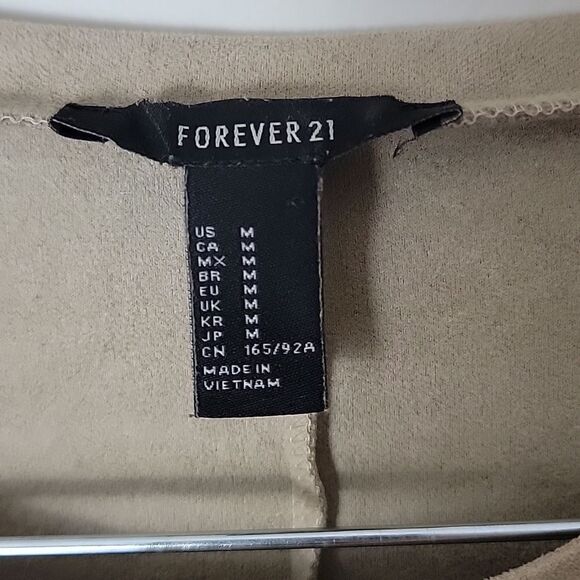 FOREVER 21
US M
CA M
MX M
BR M
EU M
UK M
KR M
JP M
CN 165/92A
MADE IN
VIETNAM